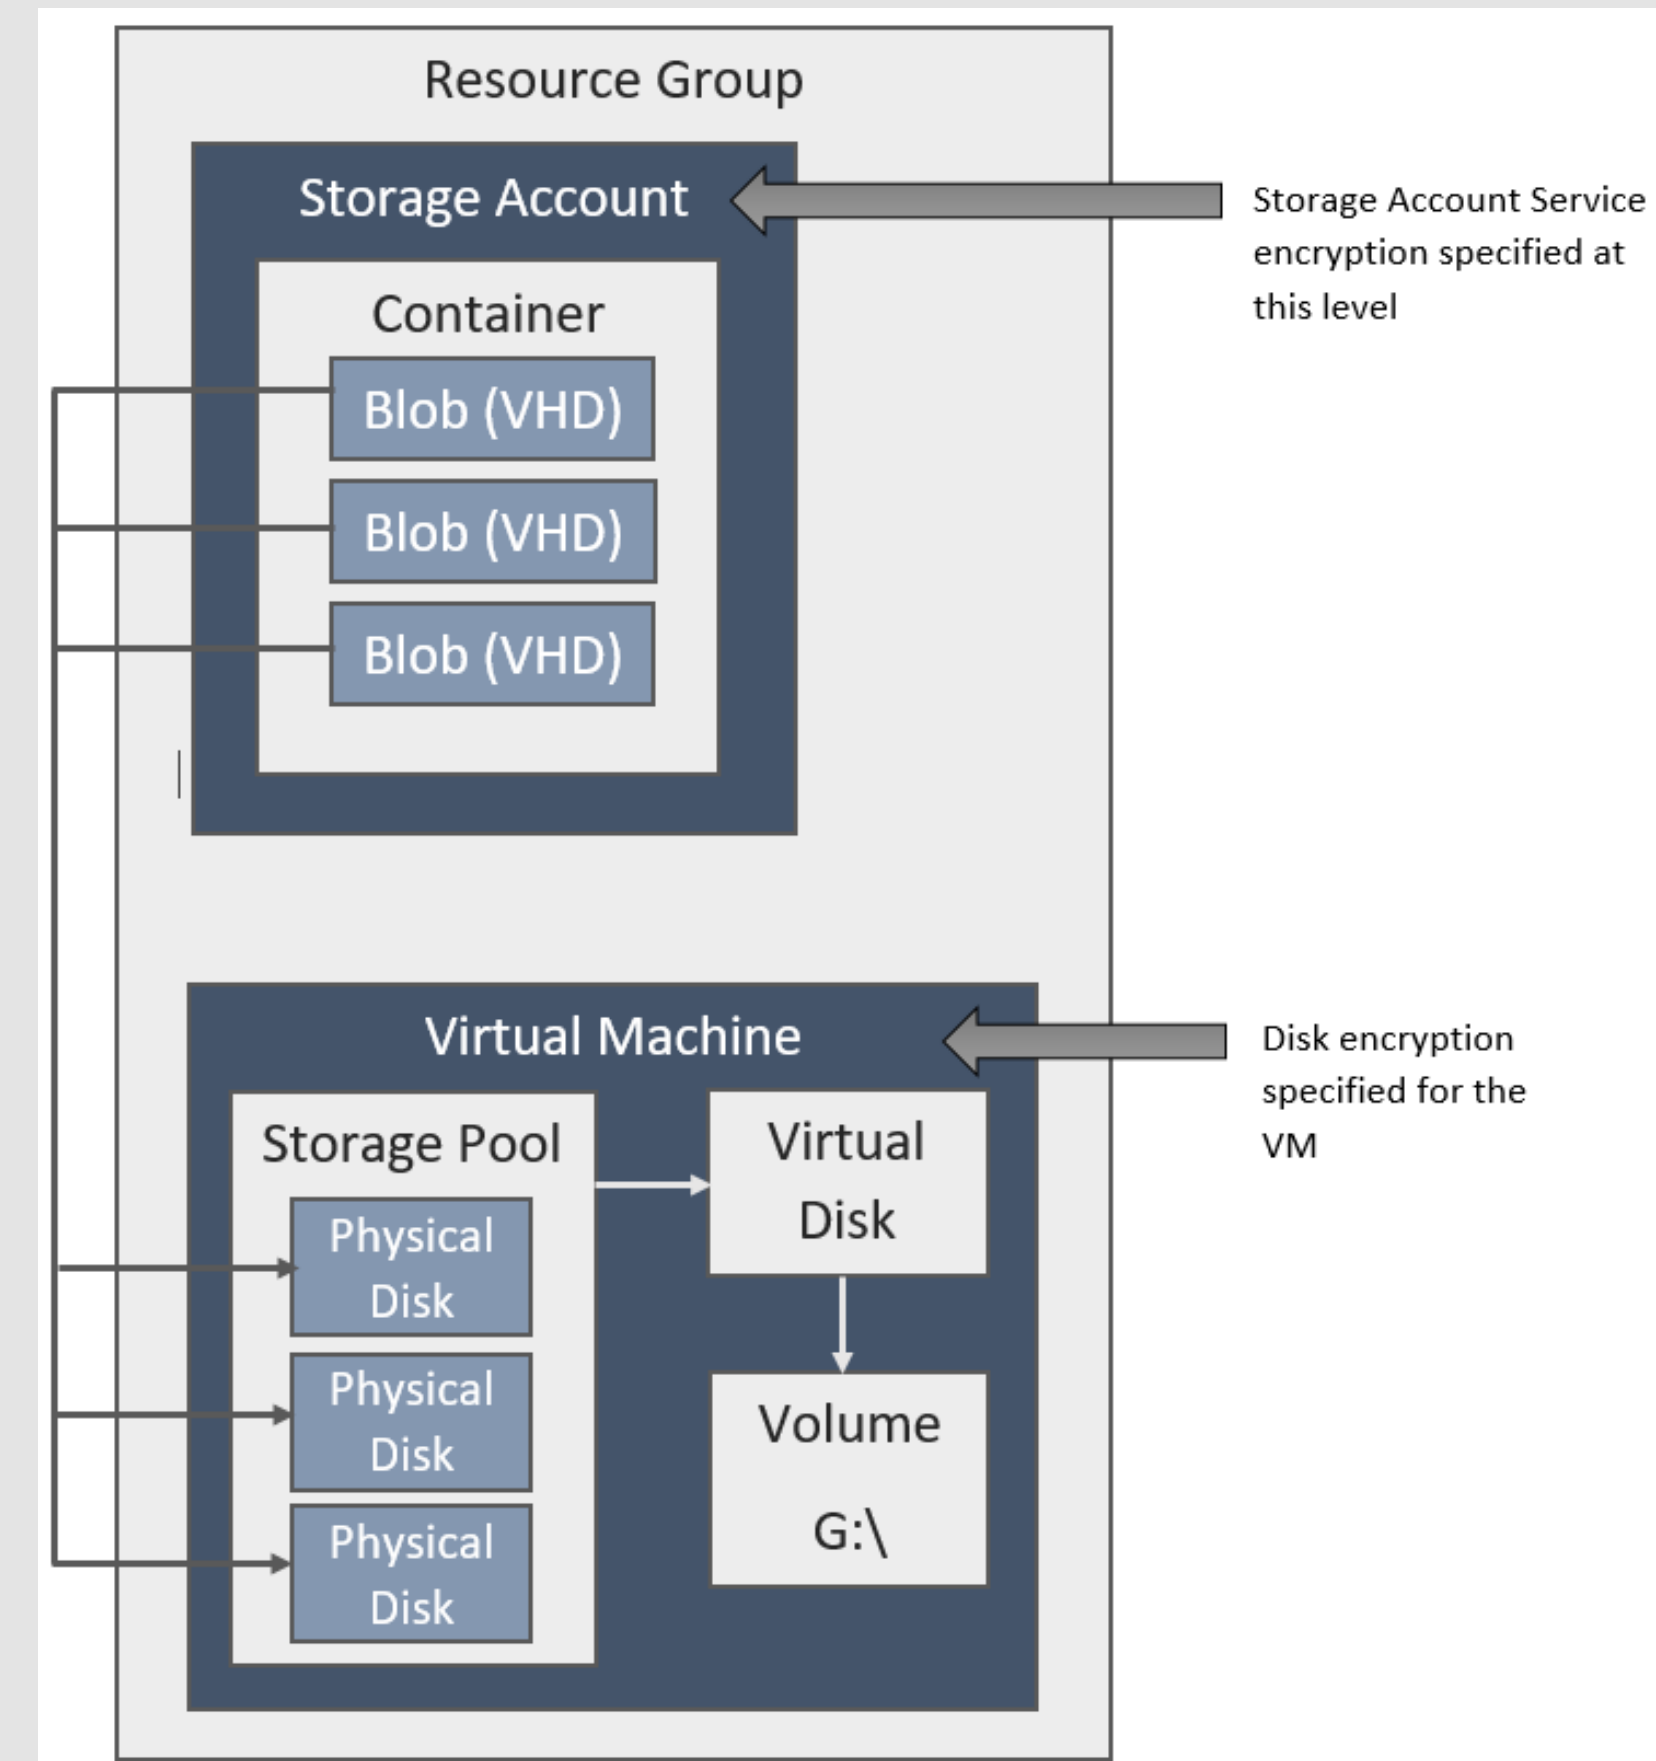 Resource Group
Storage Account
Storage Account Service
encryption specified at
this level
Container
Blob (VHD)
Blob (VHD)
Blob (VHD)
Virtual Machine
Disk encryption
specified for the
VM
Storage Pool
Physical
Disk
Physical
Disk
Physical
Disk
Virtual
Disk
Volume
G:\